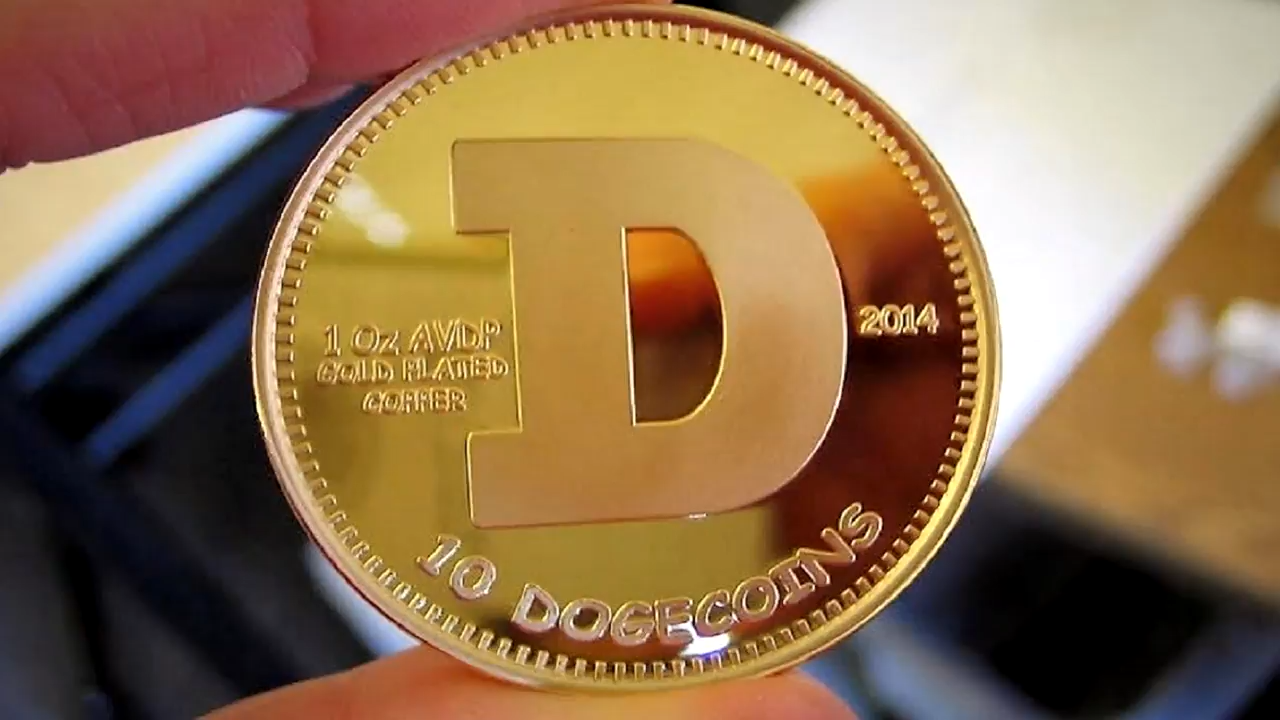 D
1 Oz AVDP
GOLD PLATED
COPPER
2014
10 DOGECOINS